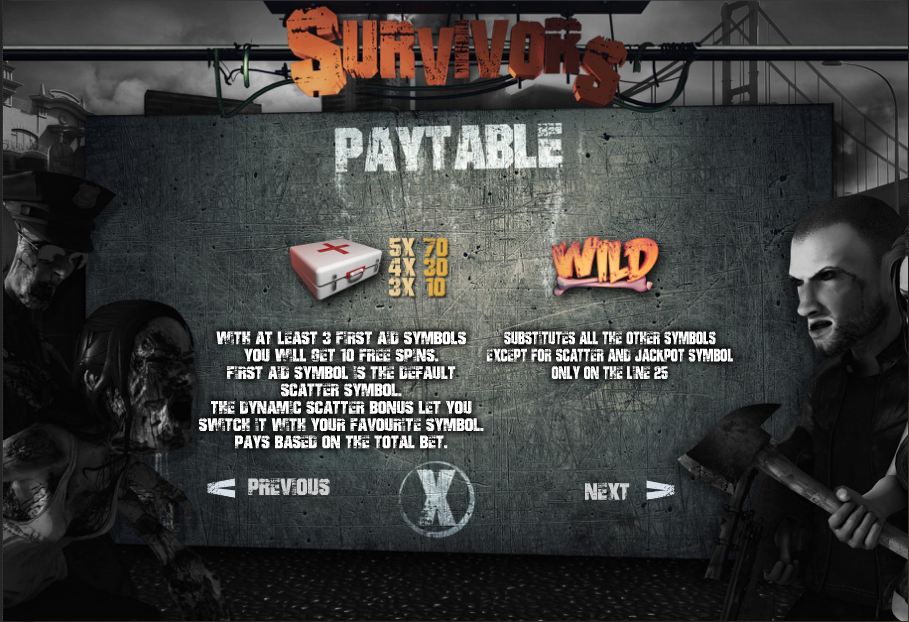 SURVIVORS
PAYTABLE
5X 70
4X 30
3X 10
WILD
WITH AT LEAST 3 FIRST AID SYMBOLS
YOU WILL GET 10 FREE SPINS.
FIRST AID SYMBOL IS THE DEFAULT
SCATTER SYMBOL.
THE DYNAMIC SCATTER BONUS LET YOU
SWITCH IT WITH YOUR FAVOURITE SYMBOL.
PAYS BASED ON THE TOTAL BET.
SUBSTITUTES ALL THE OTHER SYMBOLS
EXCEPT FOR SCATTER AND JACKPOT SYMBOL
ONLY ON THE LINE 25
< PREVIOUS
X
NEXT >